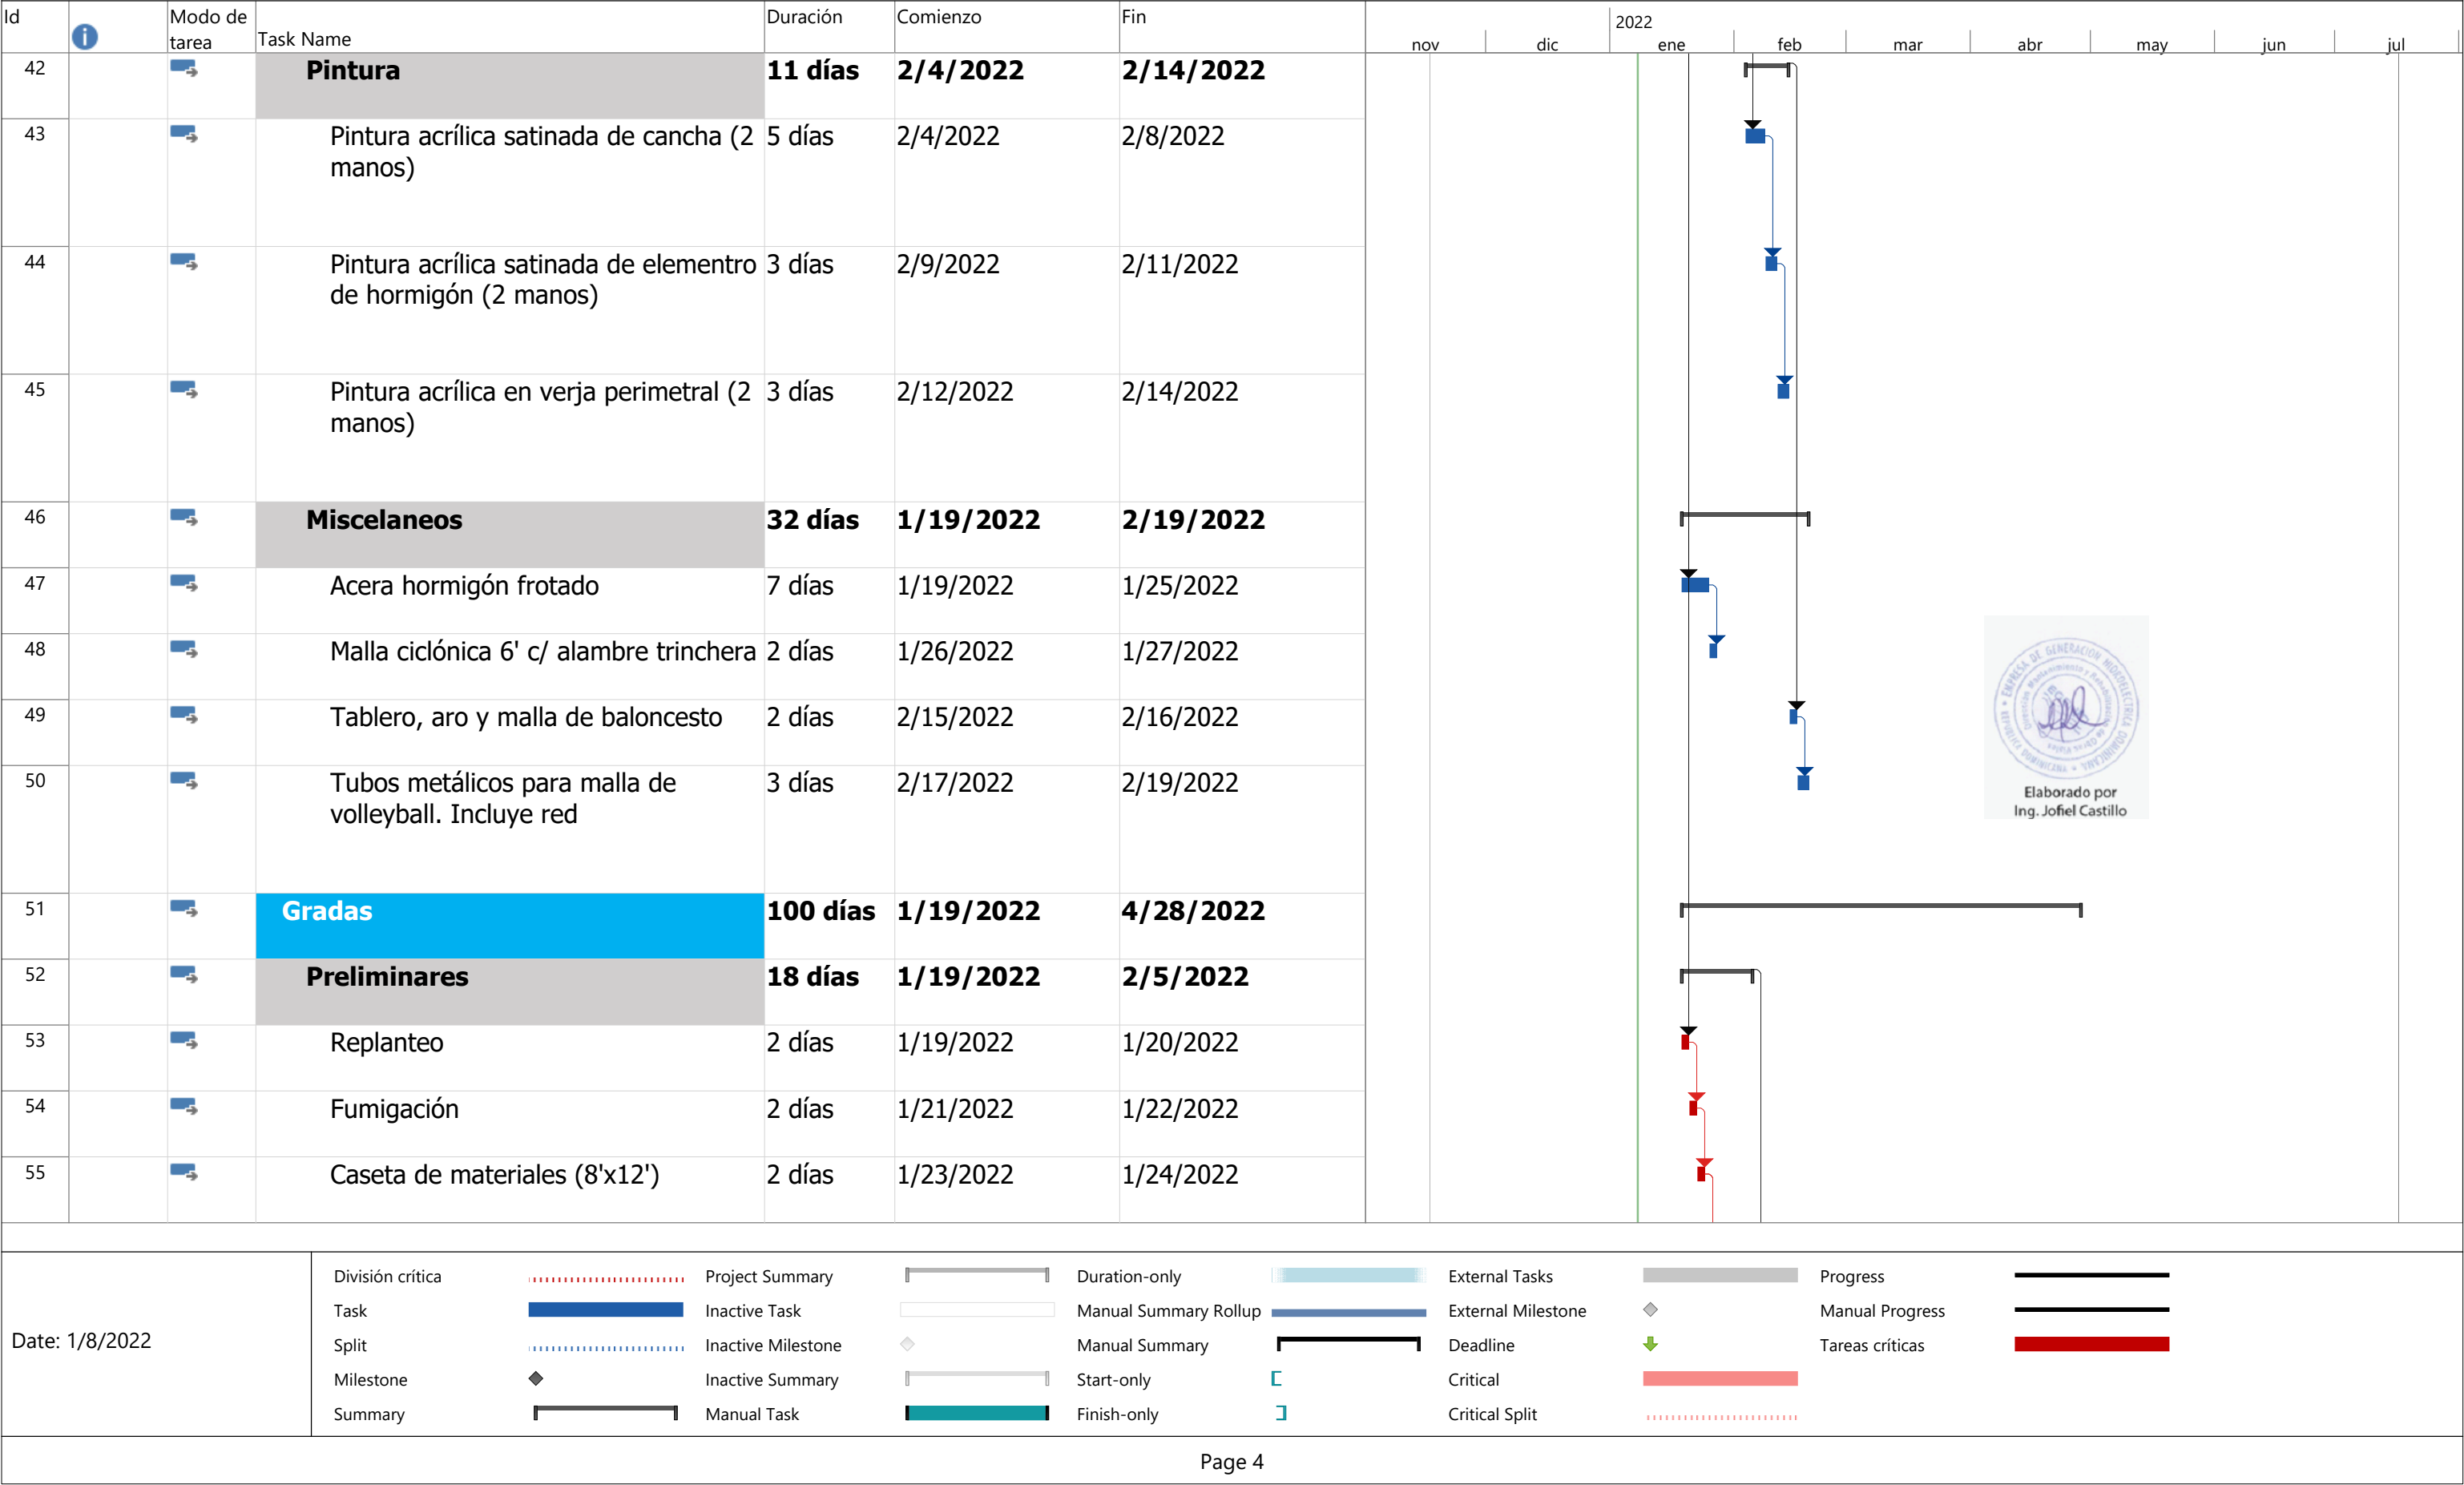 Id Modo de tarea Task Name Duración Comienzo Fin
2022
nov dic ene feb mar abr may jun jul
42 Pintura 11 días 2/4/2022 2/14/2022
43 Pintura acrílica satinada de cancha (2 5 días 2/4/2022 2/8/2022
manos)
44 Pintura acrílica satinada de elementro 3 días 2/9/2022 2/11/2022
de hormigón (2 manos)
45 Pintura acrílica en verja perimetral (2 3 días 2/12/2022 2/14/2022
manos)
46 Miscelaneos 32 días 1/19/2022 2/19/2022
47 Acera hormigón frotado 7 días 1/19/2022 1/25/2022
48 Malla ciclónica 6' c/ alambre trinchera 2 días 1/26/2022 1/27/2022
49 Tablero, aro y malla de baloncesto 2 días 2/15/2022 2/16/2022
50 Tubos metálicos para malla de 3 días 2/17/2022 2/19/2022
volleyball. Incluye red
EMPRESA DE GENERACION HIDROELECTRICA DOMINICANA
REPUBLICA DOMINICANA
Elaborado por
Ing. Jofiel Castillo
51 Gradas 100 días 1/19/2022 4/28/2022
52 Preliminares 18 días 1/19/2022 2/5/2022
53 Replanteo 2 días 1/19/2022 1/20/2022
54 Fumigación 2 días 1/21/2022 1/22/2022
55 Caseta de materiales (8'x12') 2 días 1/23/2022 1/24/2022
Date: 1/8/2022
División crítica Project Summary Duration-only External Tasks Progress
Task Inactive Task Manual Summary Rollup External Milestone Manual Progress
Split Inactive Milestone Manual Summary Deadline Tareas críticas
Milestone Inactive Summary Start-only Critical
Summary Manual Task Finish-only Critical Split
Page 4